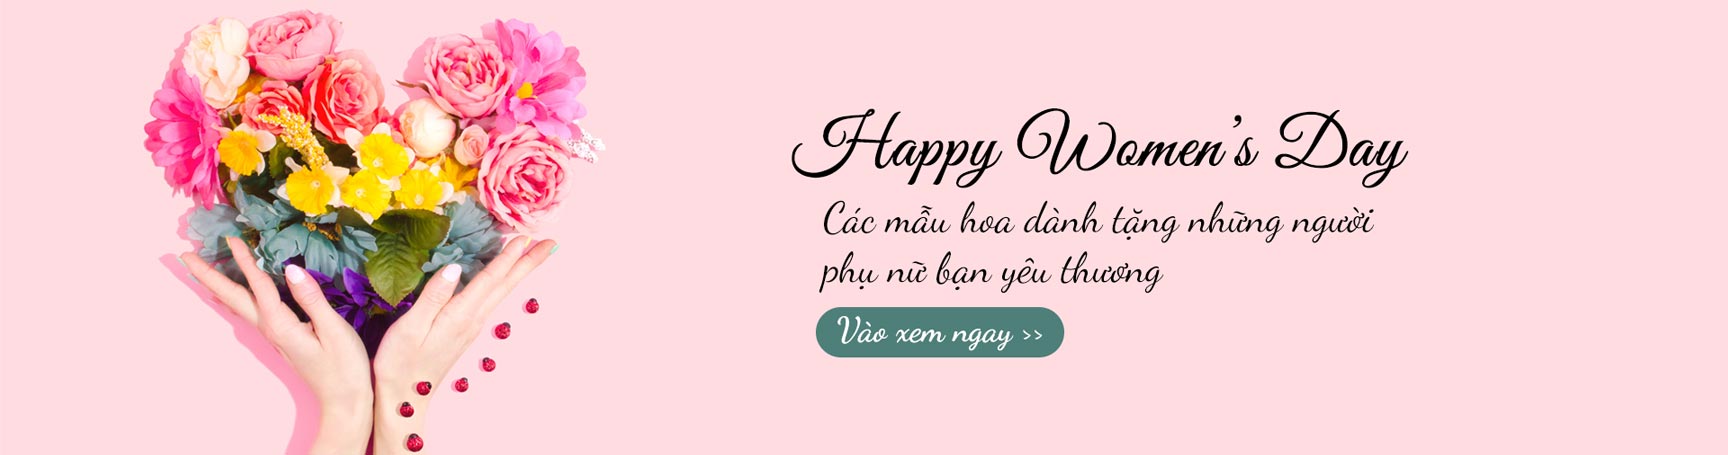 Happy Women's Day
Các mẫu hoa dành tặng những người
phụ nữ bạn yêu thương
Vào xem ngay >>